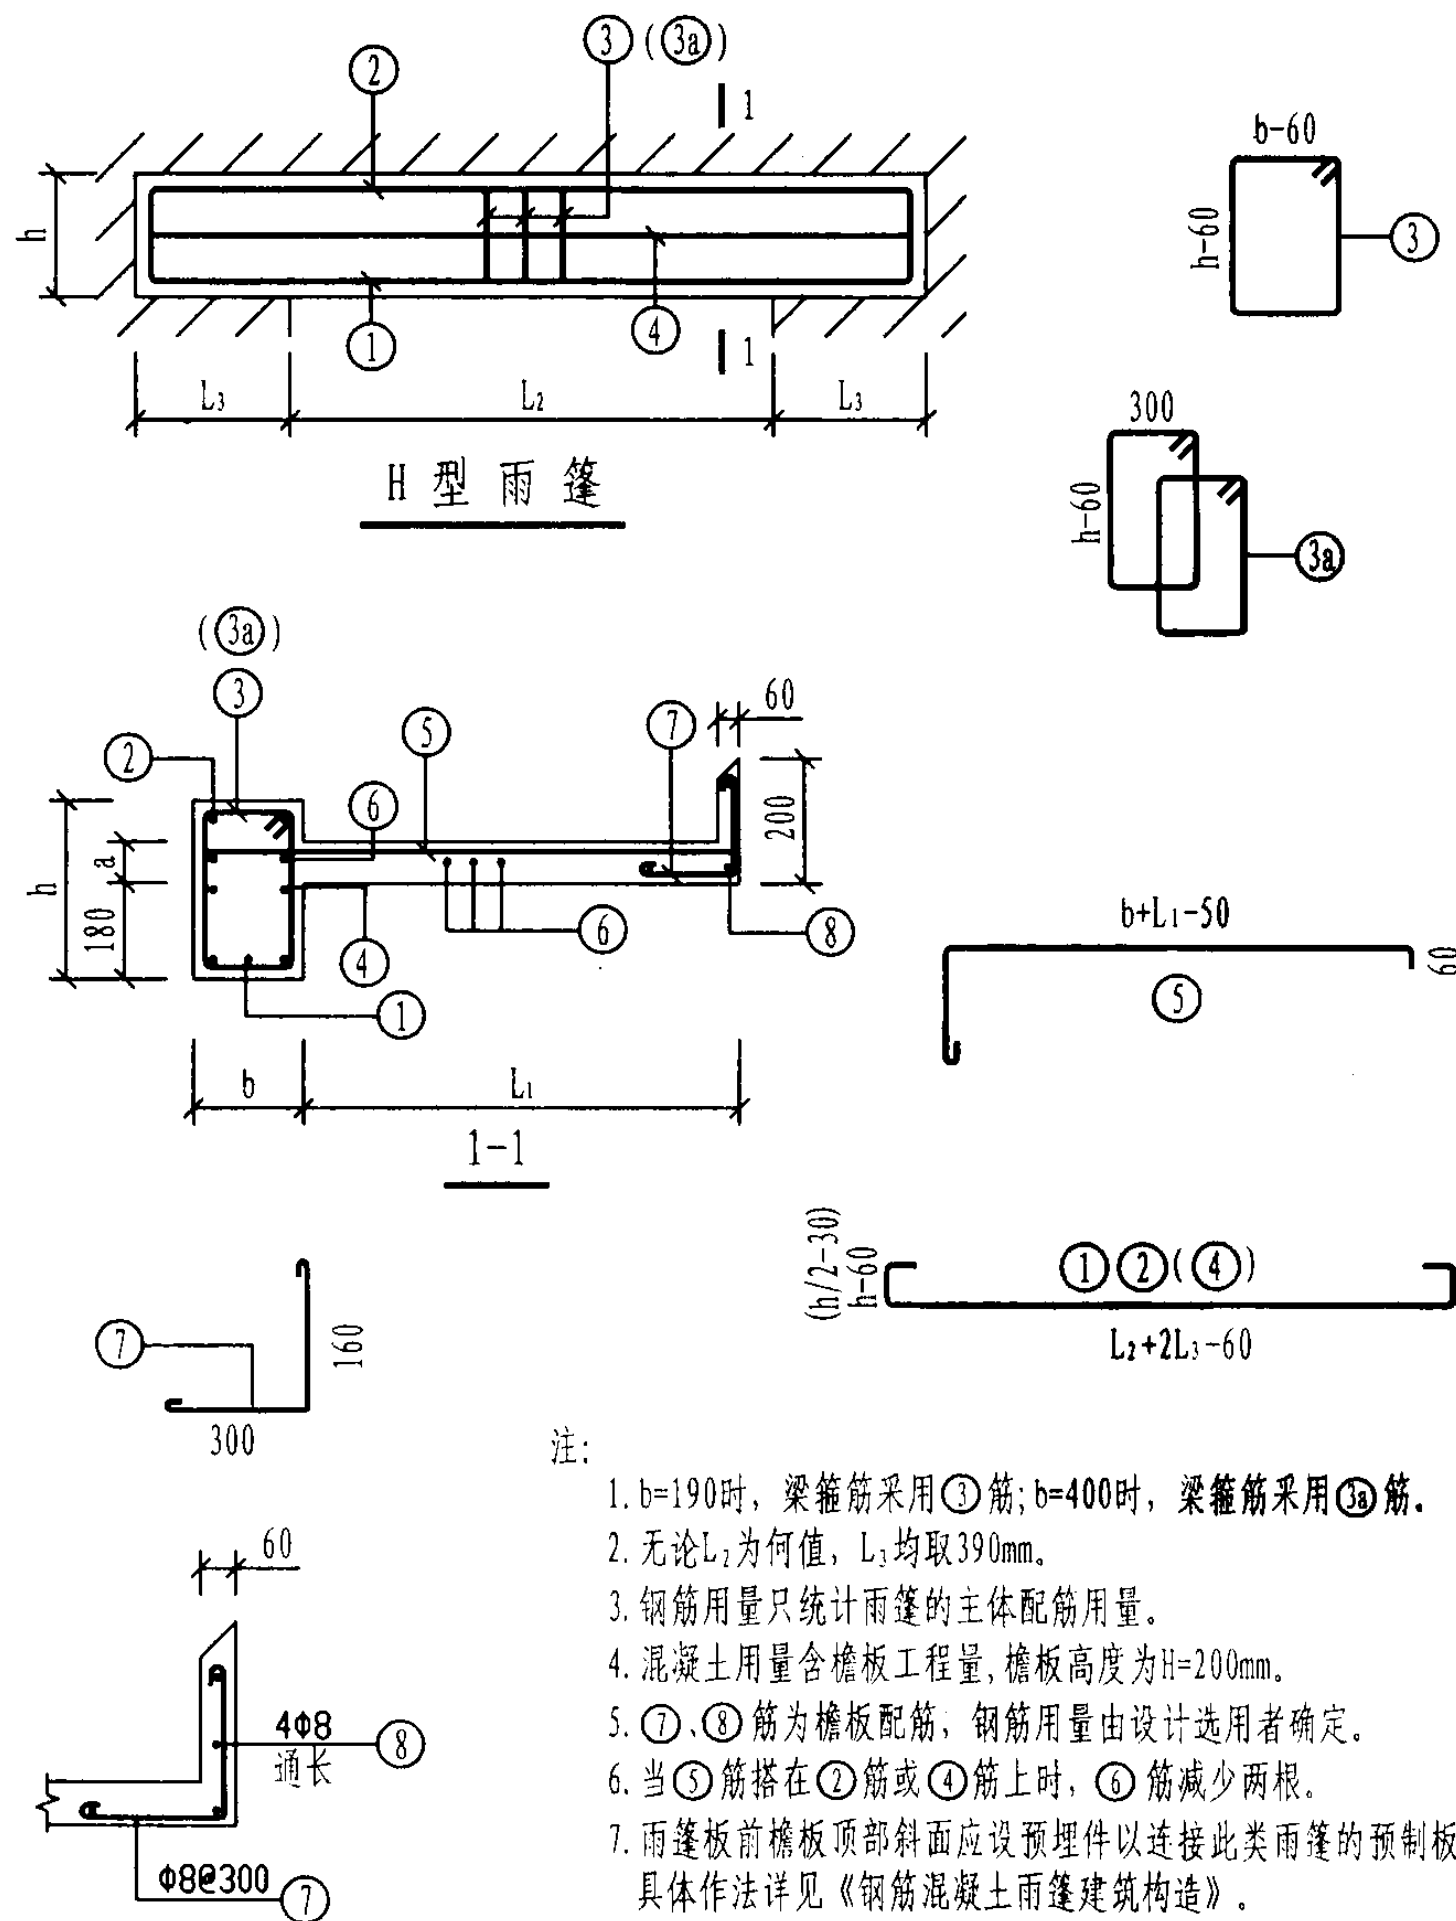 ③(③a)
②
1
h
①
④
1
L₃
L₂
L₃
H型雨篷
b-60
h-60
③
300
h-60
③a
(③a)
③
②
⑤
⑦
60
⑥
200
h
a
180
④
⑥
⑧
①
b
L₁
1-1
b+L₁-50
60
⑤
(h/2-30)
h-60
①②(④)
L₂+2L₃-60
⑦
160
300
60
4Φ8
通长
⑧
Φ8@300
⑦
注:
1. b=190时, 梁箍筋采用③筋; b=400时, 梁箍筋采用③a筋.
2. 无论L₂为何值, L₃均取390mm。
3. 钢筋用量只统计雨篷的主体配筋用量。
4. 混凝土用量含檐板工程量, 檐板高度为H=200mm。
5. ⑦、⑧筋为檐板配筋, 钢筋用量由设计选用者确定。
6. 当⑤筋搭在②筋或④筋上时, ⑥筋减少两根。
7. 雨篷板前檐板顶部斜面应设预埋件以连接此类雨篷的预制板
具体作法详见《钢筋混凝土雨篷建筑构造》。